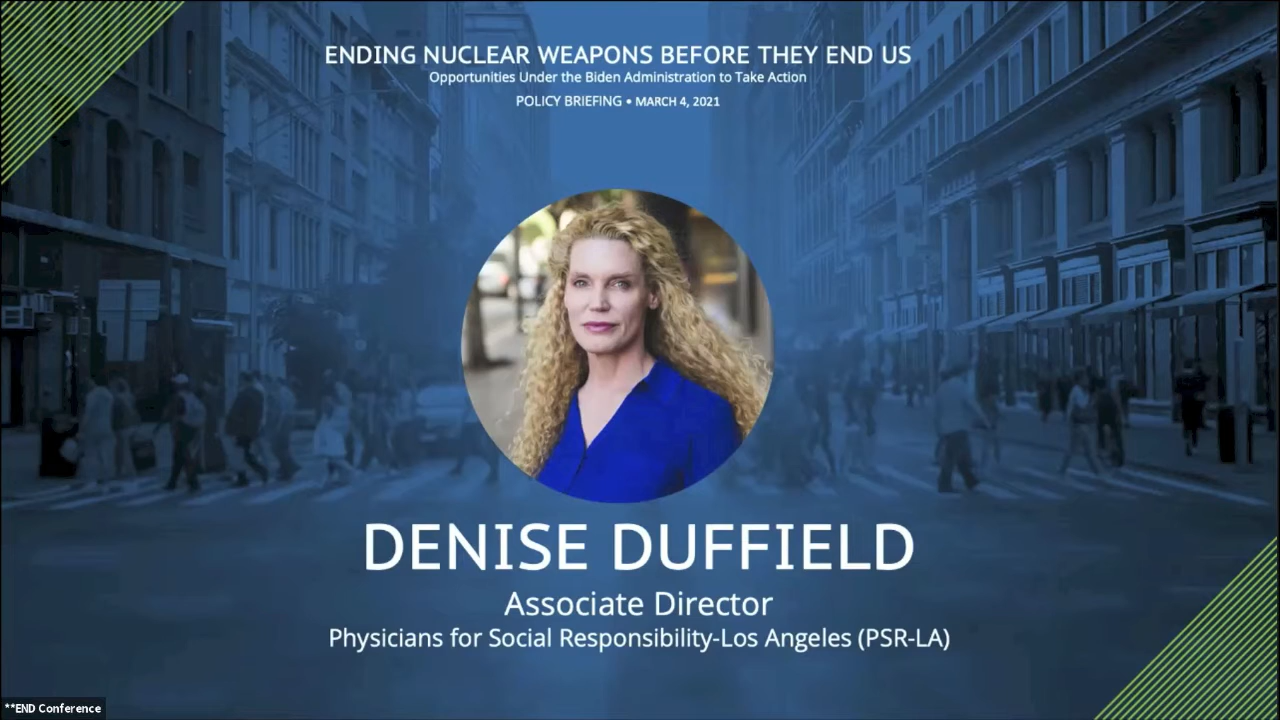 ENDING NUCLEAR WEAPONS BEFORE THEY END US
Opportunities Under the Biden Administration to Take Action
POLICY BRIEFING • MARCH 4, 2021
DENISE DUFFIELD
Associate Director
Physicians for Social Responsibility-Los Angeles (PSR-LA)
**END Conference